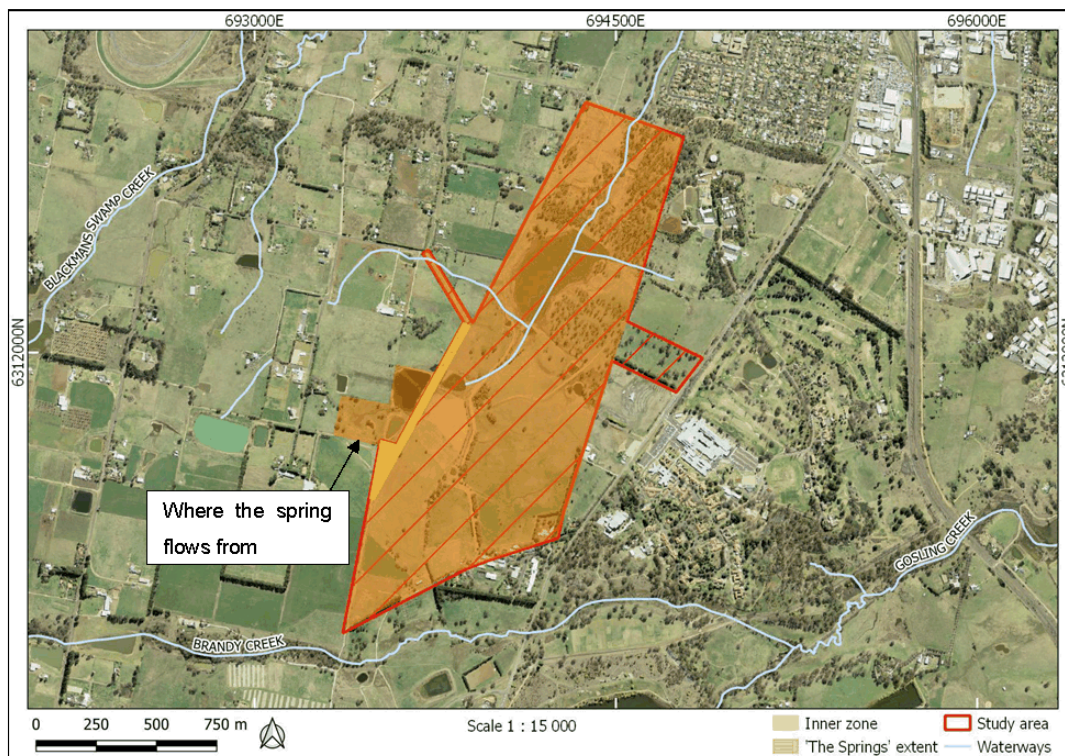 693000E 694500E 696000E
BLACKMANS SWAMP CREEK
6312000N
Where the spring
flows from
GOSLING CREEK
BRANDY CREEK
0 250 500 750 m
Scale 1 : 15 000
Inner zone
Study area
'The Springs' extent
Waterways